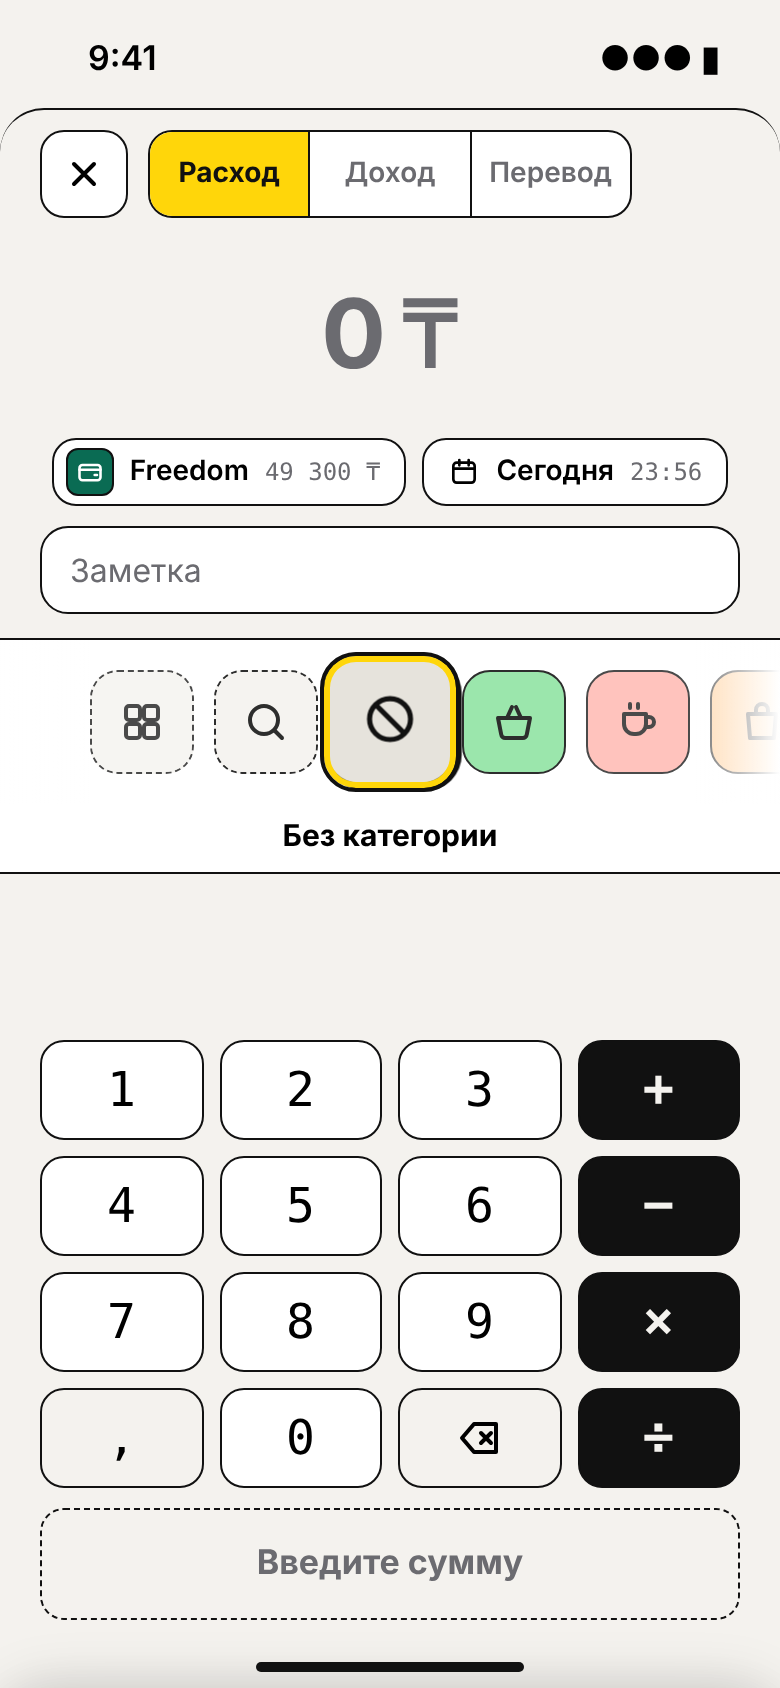 9:41
Расход Доход Перевод
0 ₸
Freedom 49 300 ₸ Сегодня 23:56
Заметка
Без категории
1 2 3 +
4 5 6 −
7 8 9 ×
, 0 ÷
Введите сумму